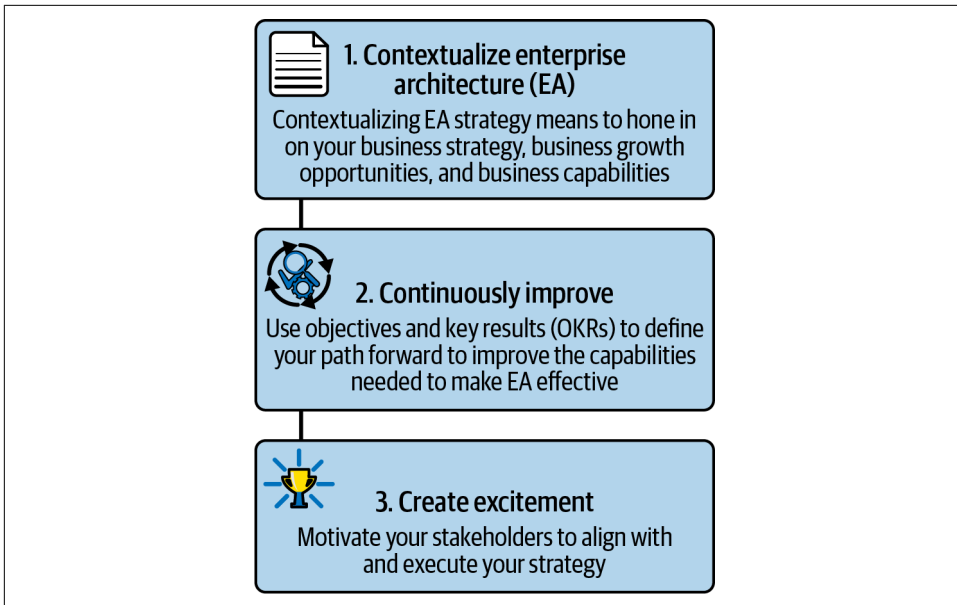 1. Contextualize enterprise
architecture (EA)
Contextualizing EA strategy means to hone in
on your business strategy, business growth
opportunities, and business capabilities
2. Continuously improve
Use objectives and key results (OKRs) to define
your path forward to improve the capabilities
needed to make EA effective
3. Create excitement
Motivate your stakeholders to align with
and execute your strategy